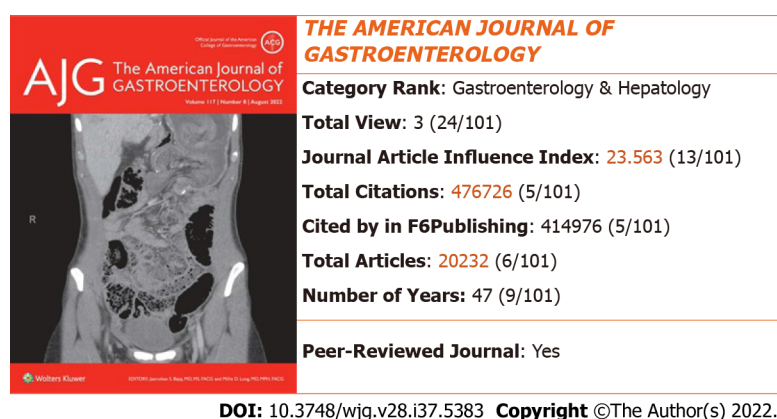 Official Journal of the American
College of Gastroenterology
ACG
AJG The American Journal of
GASTROENTEROLOGY
Volume 117 | Number 8 | August 2022
R
Wolters Kluwer
THE AMERICAN JOURNAL OF
GASTROENTEROLOGY
Category Rank: Gastroenterology & Hepatology
Total View: 3 (24/101)
Journal Article Influence Index: 23.563 (13/101)
Total Citations: 476726 (5/101)
Cited by in F6Publishing: 414976 (5/101)
Total Articles: 20232 (6/101)
Number of Years: 47 (9/101)
Peer-Reviewed Journal: Yes
DOI: 10.3748/wjg.v28.i37.5383 Copyright ©The Author(s) 2022.